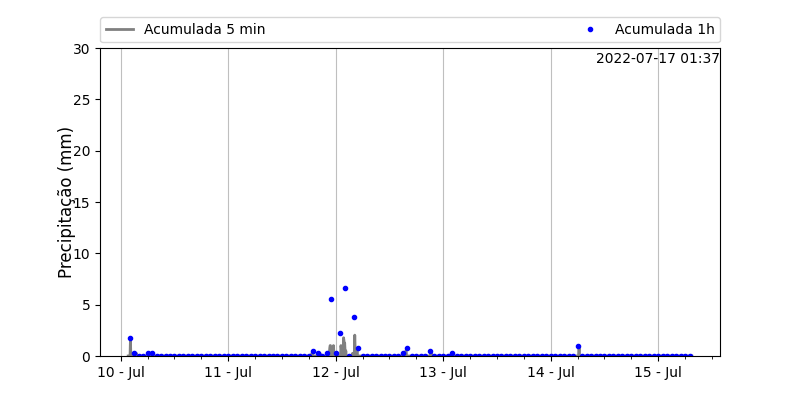 Acumulada 5 min
Acumulada 1h
2022-07-17 01:37
Precipitação (mm)
30
25
20
15
10
5
0
10 - Jul
11 - Jul
12 - Jul
13 - Jul
14 - Jul
15 - Jul